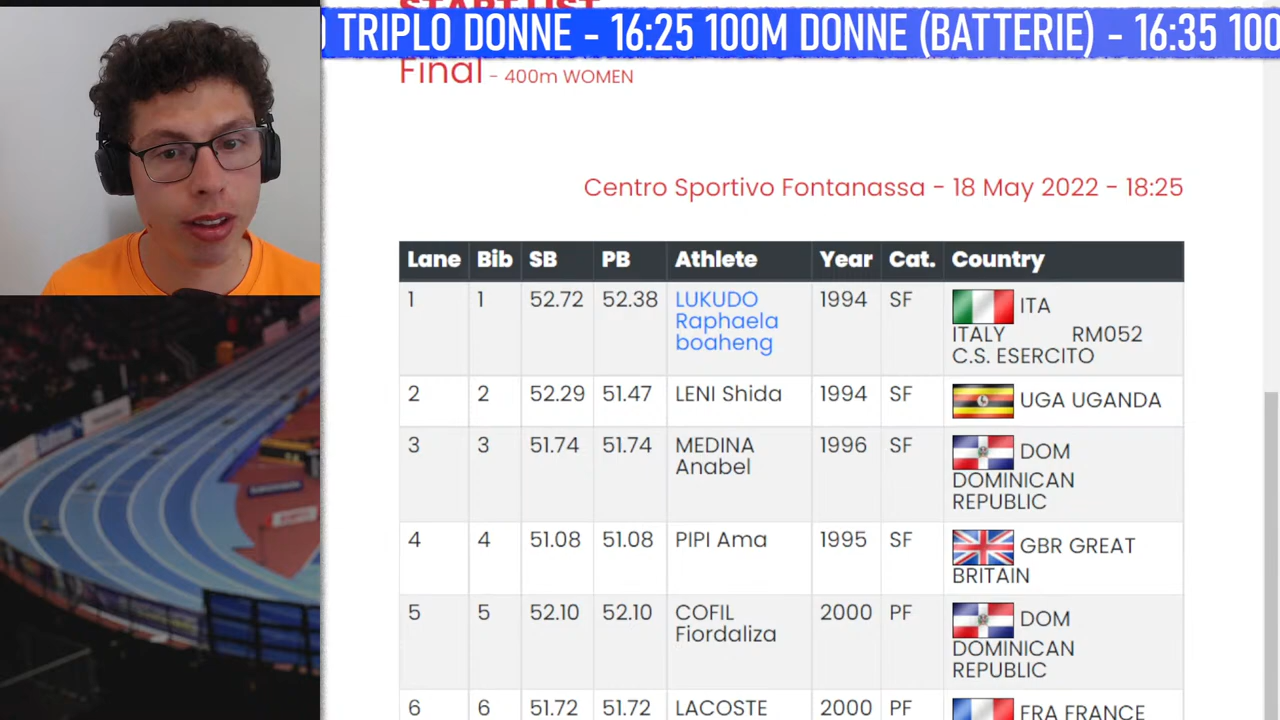 START LIST
TRIPLO DONNE - 16:25 100M DONNE (BATTERIE) - 16:35 100
Final - 400m WOMEN
Centro Sportivo Fontanassa - 18 May 2022 - 18:25
Lane Bib SB PB Athlete Year Cat. Country
1 1 52.72 52.38 LUKUDO Raphaela boaheng 1994 SF ITA ITALY RM052 C.S. ESERCITO
2 2 52.29 51.47 LENI Shida 1994 SF UGA UGANDA
3 3 51.74 51.74 MEDINA Anabel 1996 SF DOM DOMINICAN REPUBLIC
4 4 51.08 51.08 PIPI Ama 1995 SF GBR GREAT BRITAIN
5 5 52.10 52.10 COFIL Fiordaliza 2000 PF DOM DOMINICAN REPUBLIC
6 6 51.72 51.72 LACOSTE 2000 PF FRA FRANCE